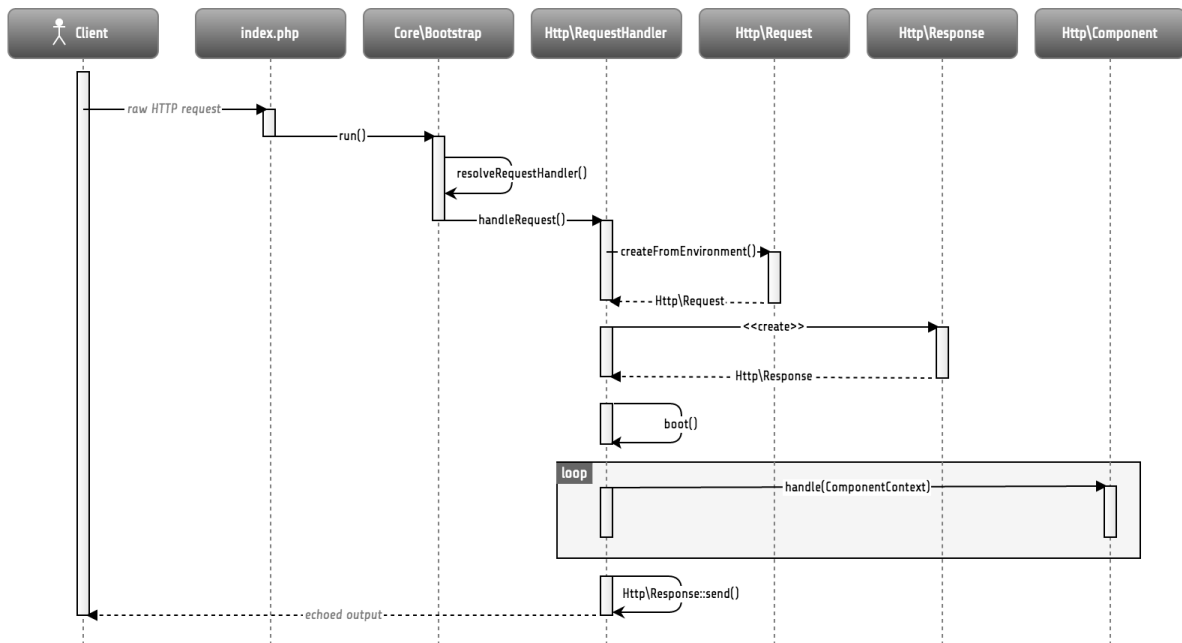 Client
index.php
Core\Bootstrap
Http\RequestHandler
Http\Request
Http\Response
Http\Component
raw HTTP request
run()
resolveRequestHandler()
handleRequest()
createFromEnvironment()
Http\Request
<<create>>
Http\Response
boot()
loop
handle(ComponentContext)
Http\Response::send()
echoed output